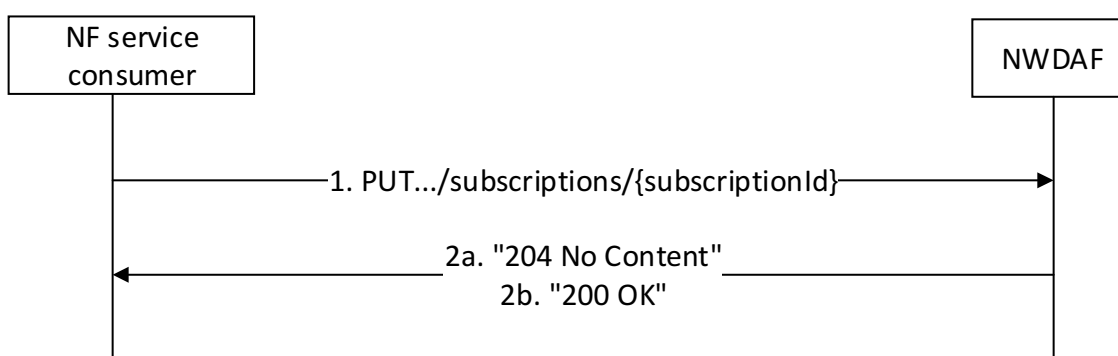 NF service
consumer
NWDAF
1. PUT.../subscriptions/{subscriptionId}
2a. "204 No Content"
2b. "200 OK"